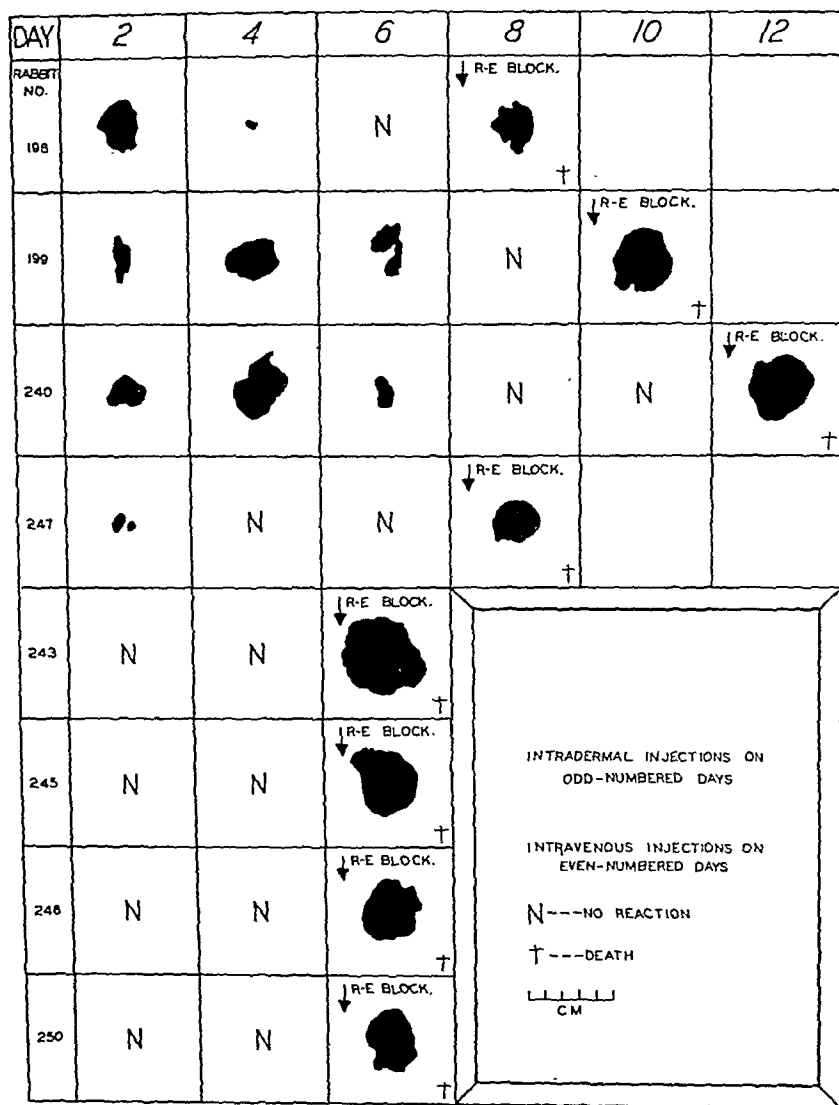 DAY 2 4 6 8 10 12
RABBIT
NO.
198 N ↓ R-E BLOCK. †
199 N ↓ R-E BLOCK. †
240 N N ↓ R-E BLOCK. †
247 N N ↓ R-E BLOCK. †
243 N N ↓ R-E BLOCK. †
245 N N ↓ R-E BLOCK. †
248 N N ↓ R-E BLOCK. †
250 N N ↓ R-E BLOCK. †
INTRADERMAL INJECTIONS ON
ODD-NUMBERED DAYS
INTRAVENOUS INJECTIONS ON
EVEN-NUMBERED DAYS
N---NO REACTION
†---DEATH
CM